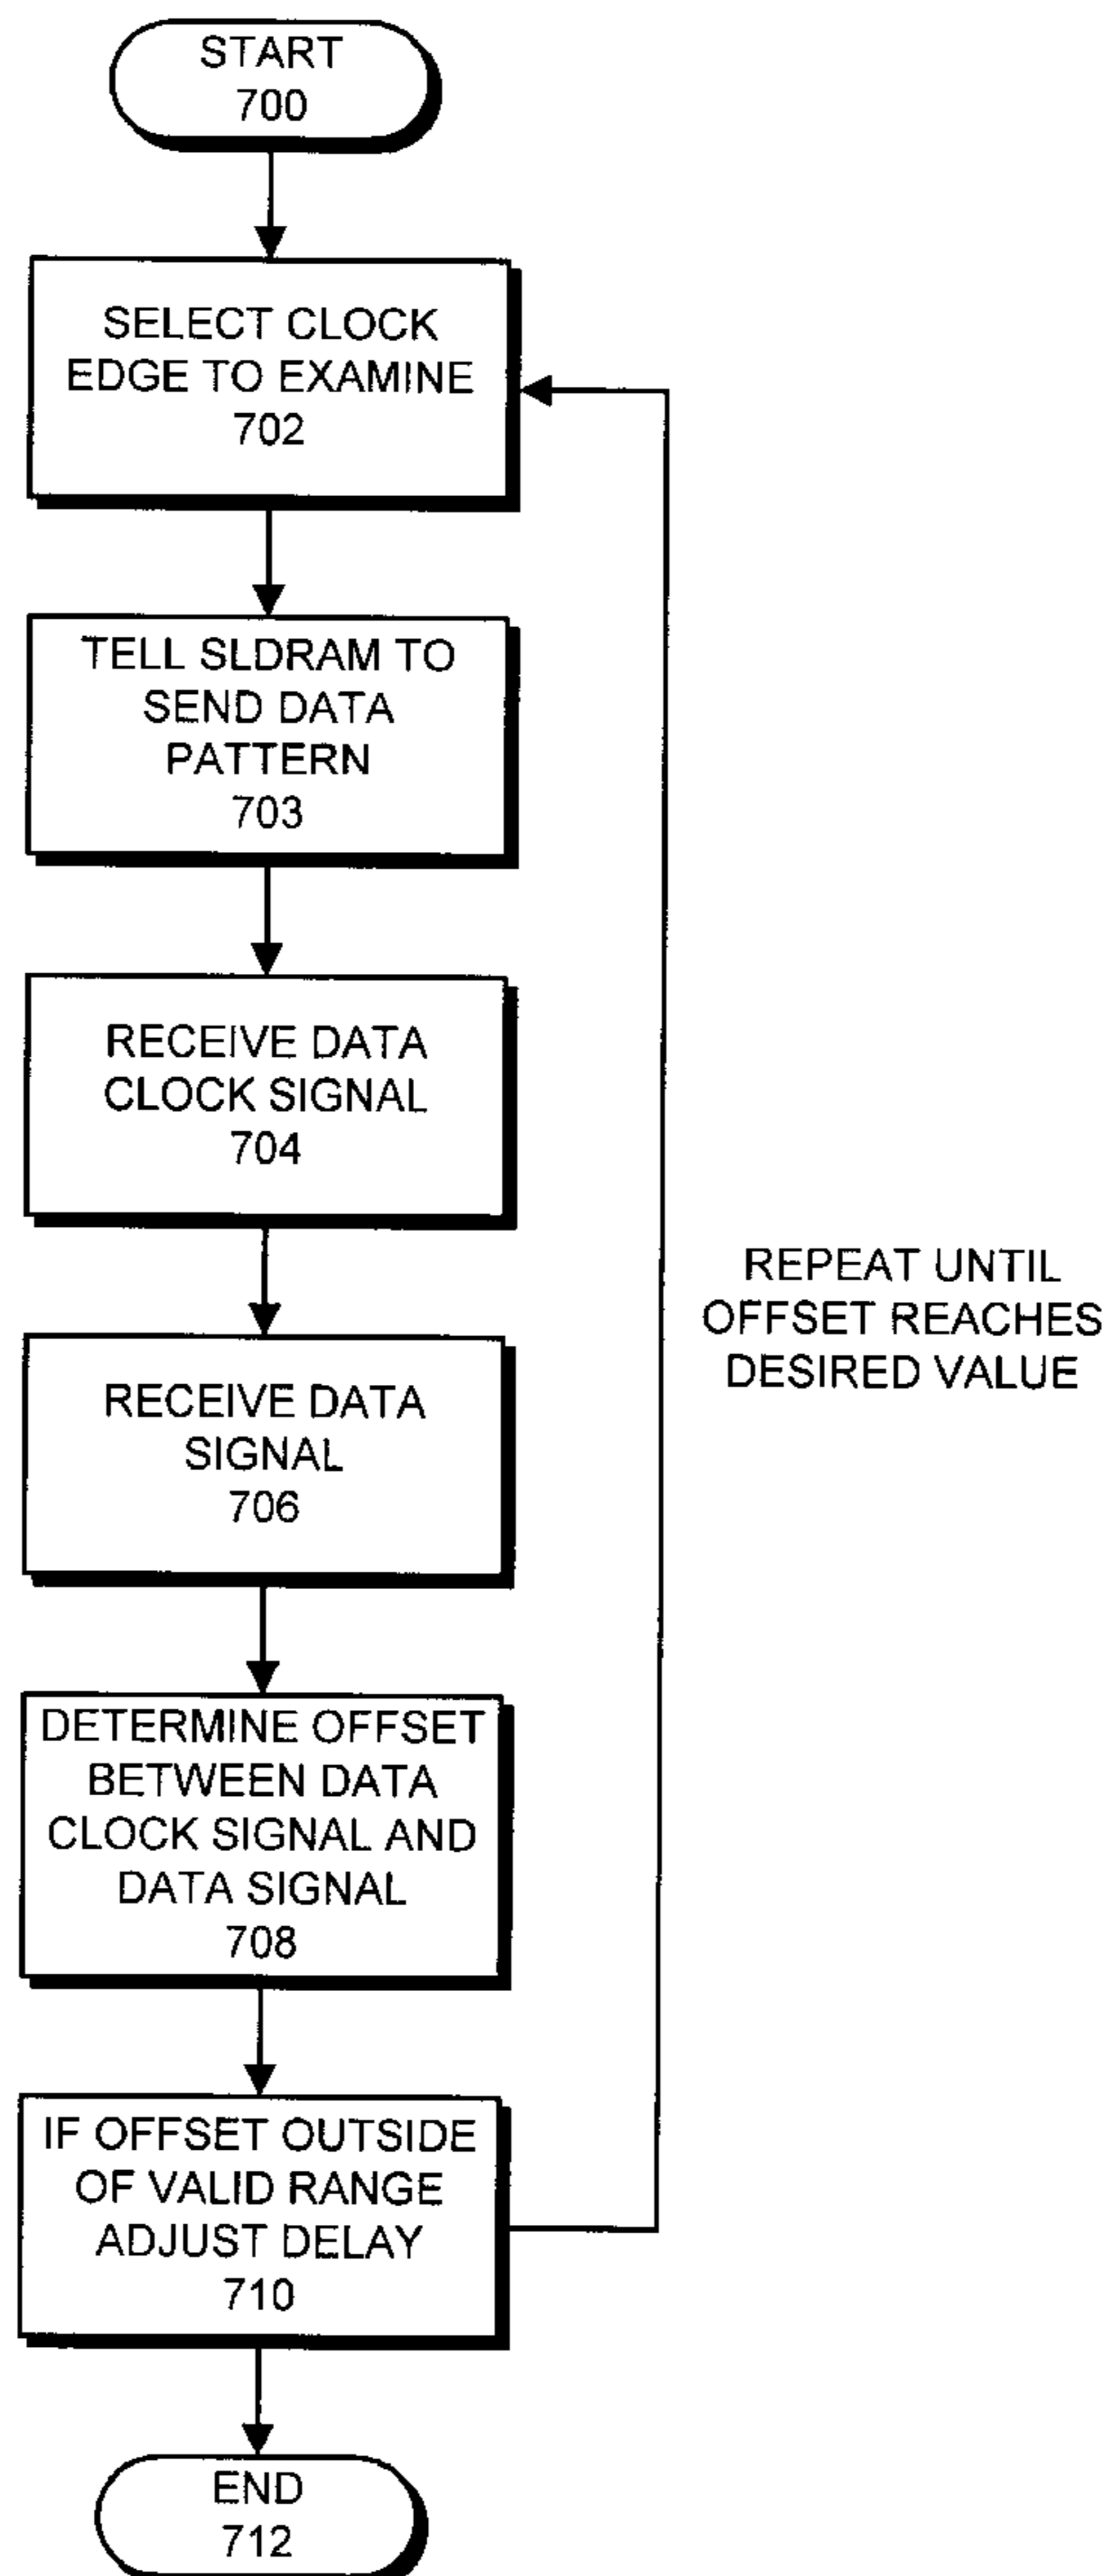 START
700
SELECT CLOCK
EDGE TO EXAMINE
702
TELL SLDRAM TO
SEND DATA
PATTERN
703
RECEIVE DATA
CLOCK SIGNAL
704
REPEAT UNTIL
OFFSET REACHES
DESIRED VALUE
RECEIVE DATA
SIGNAL
706
DETERMINE OFFSET
BETWEEN DATA
CLOCK SIGNAL AND
DATA SIGNAL
708
IF OFFSET OUTSIDE
OF VALID RANGE
ADJUST DELAY
710
END
712